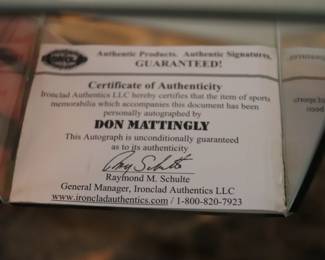 Authentic Products. Authentic Signatures.
GUARANTEED!
Certificate of Authenticity
Ironclad Authentics LLC hereby certifies that the item of sports
memorabilia which accompanies this document has been
personally autographed by
DON MATTINGLY
This Autograph is unconditionally guaranteed
as to its authenticity
Ray Schulte
Raymond M. Schulte
General Manager, Ironclad Authentics LLC
www.ironcladauthentics.com / 1-800-820-7923